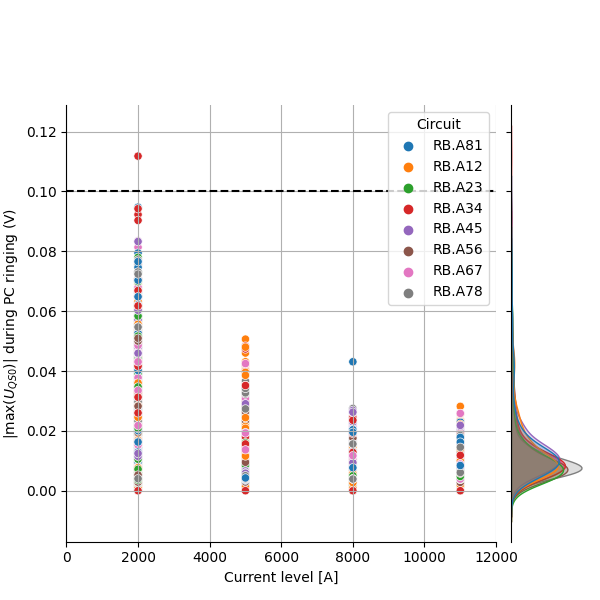 0.12
0.10
0.08
0.06
0.04
0.02
0.00
|max(U_QS0)| during PC ringing (V)
Circuit
RB.A81
RB.A12
RB.A23
RB.A34
RB.A45
RB.A56
RB.A67
RB.A78
0
2000
4000
6000
8000
10000
12000
Current level [A]